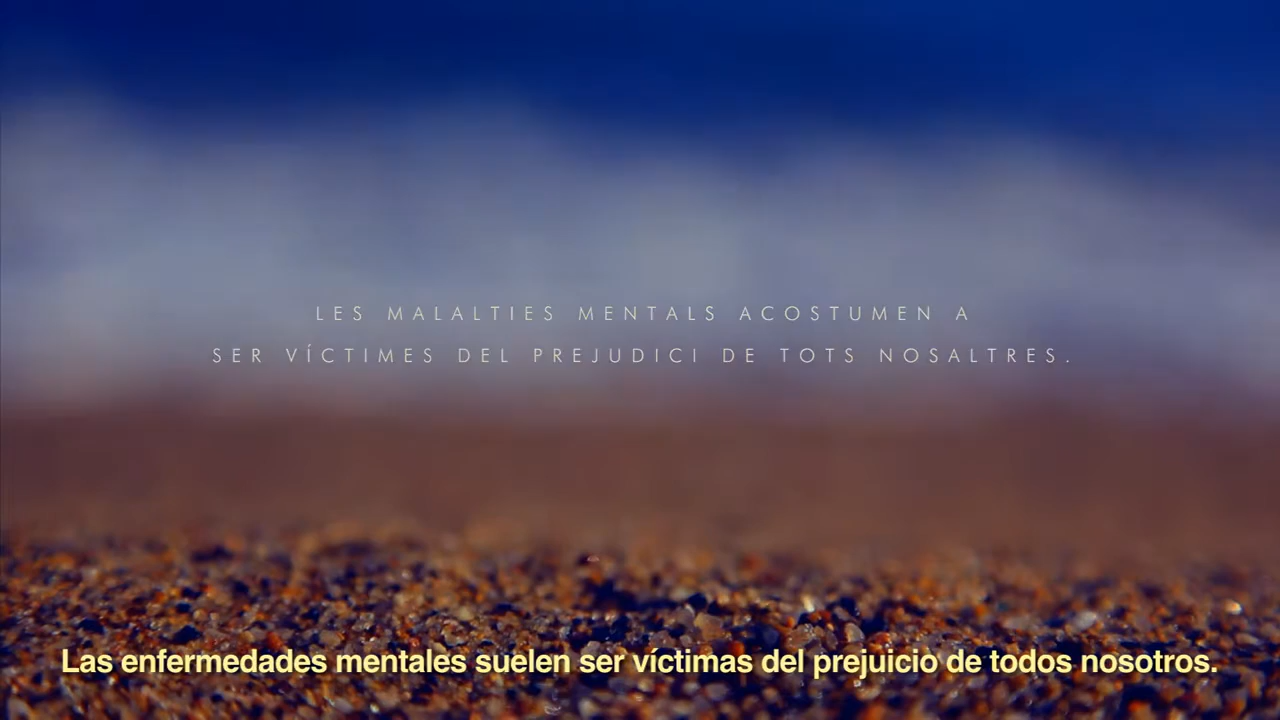 LES MALALTIES MENTALS ACOSTUMEN A
SER VÍCTIMES DEL PREJUDICI DE TOTS NOSALTRES.
Las enfermedades mentales suelen ser víctimas del prejuicio de todos nosotros.